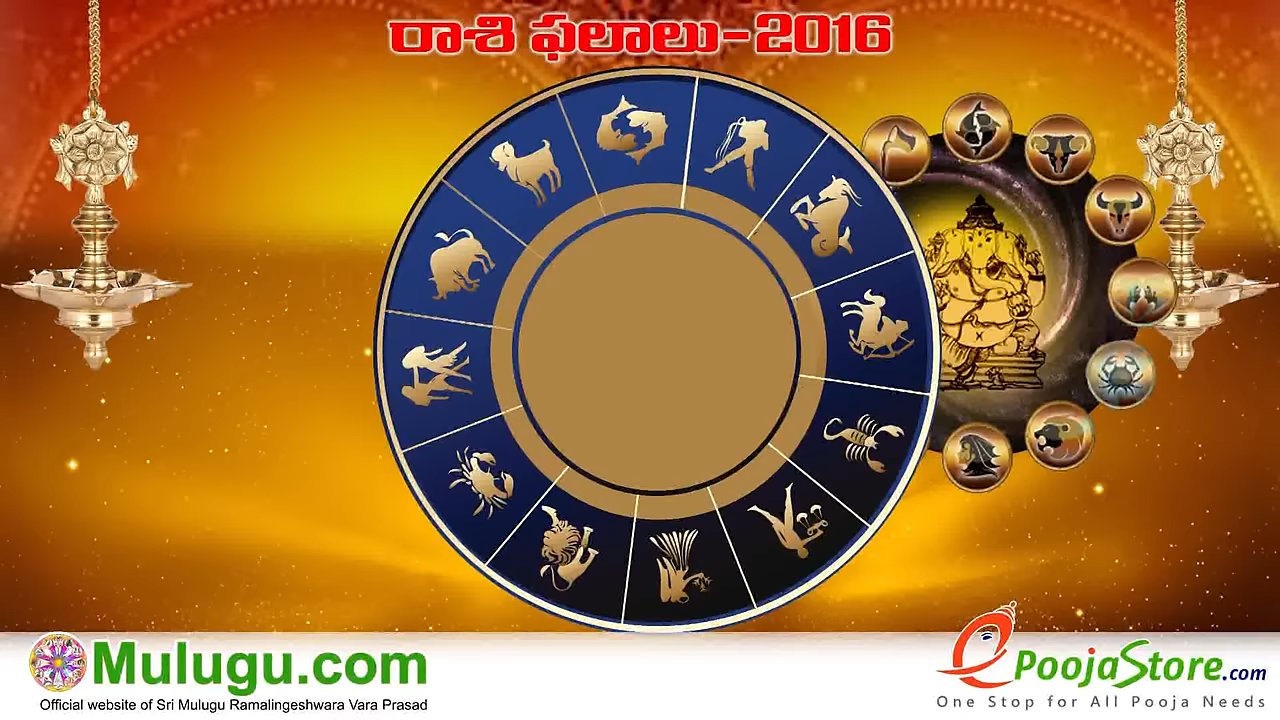 రాశి ఫలాలు-2016
Mulugu.com
Official website of Sri Mulugu Ramalingeshwara Vara Prasad
ePoojaStore.com
One Stop for All Pooja Needs